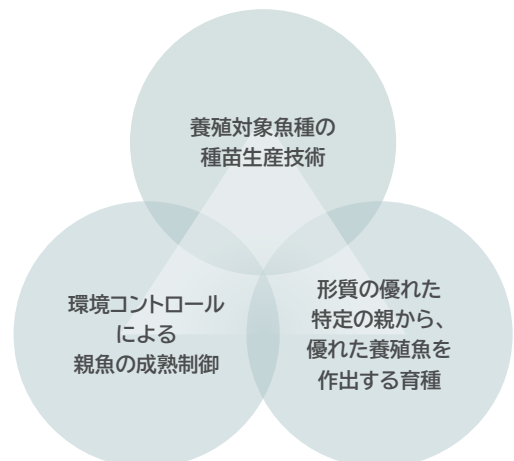 養殖対象魚種の
種苗生産技術
環境コントロール
による
親魚の成熟制御
形質の優れた
特定の親から、
優れた養殖魚を
作出する育種